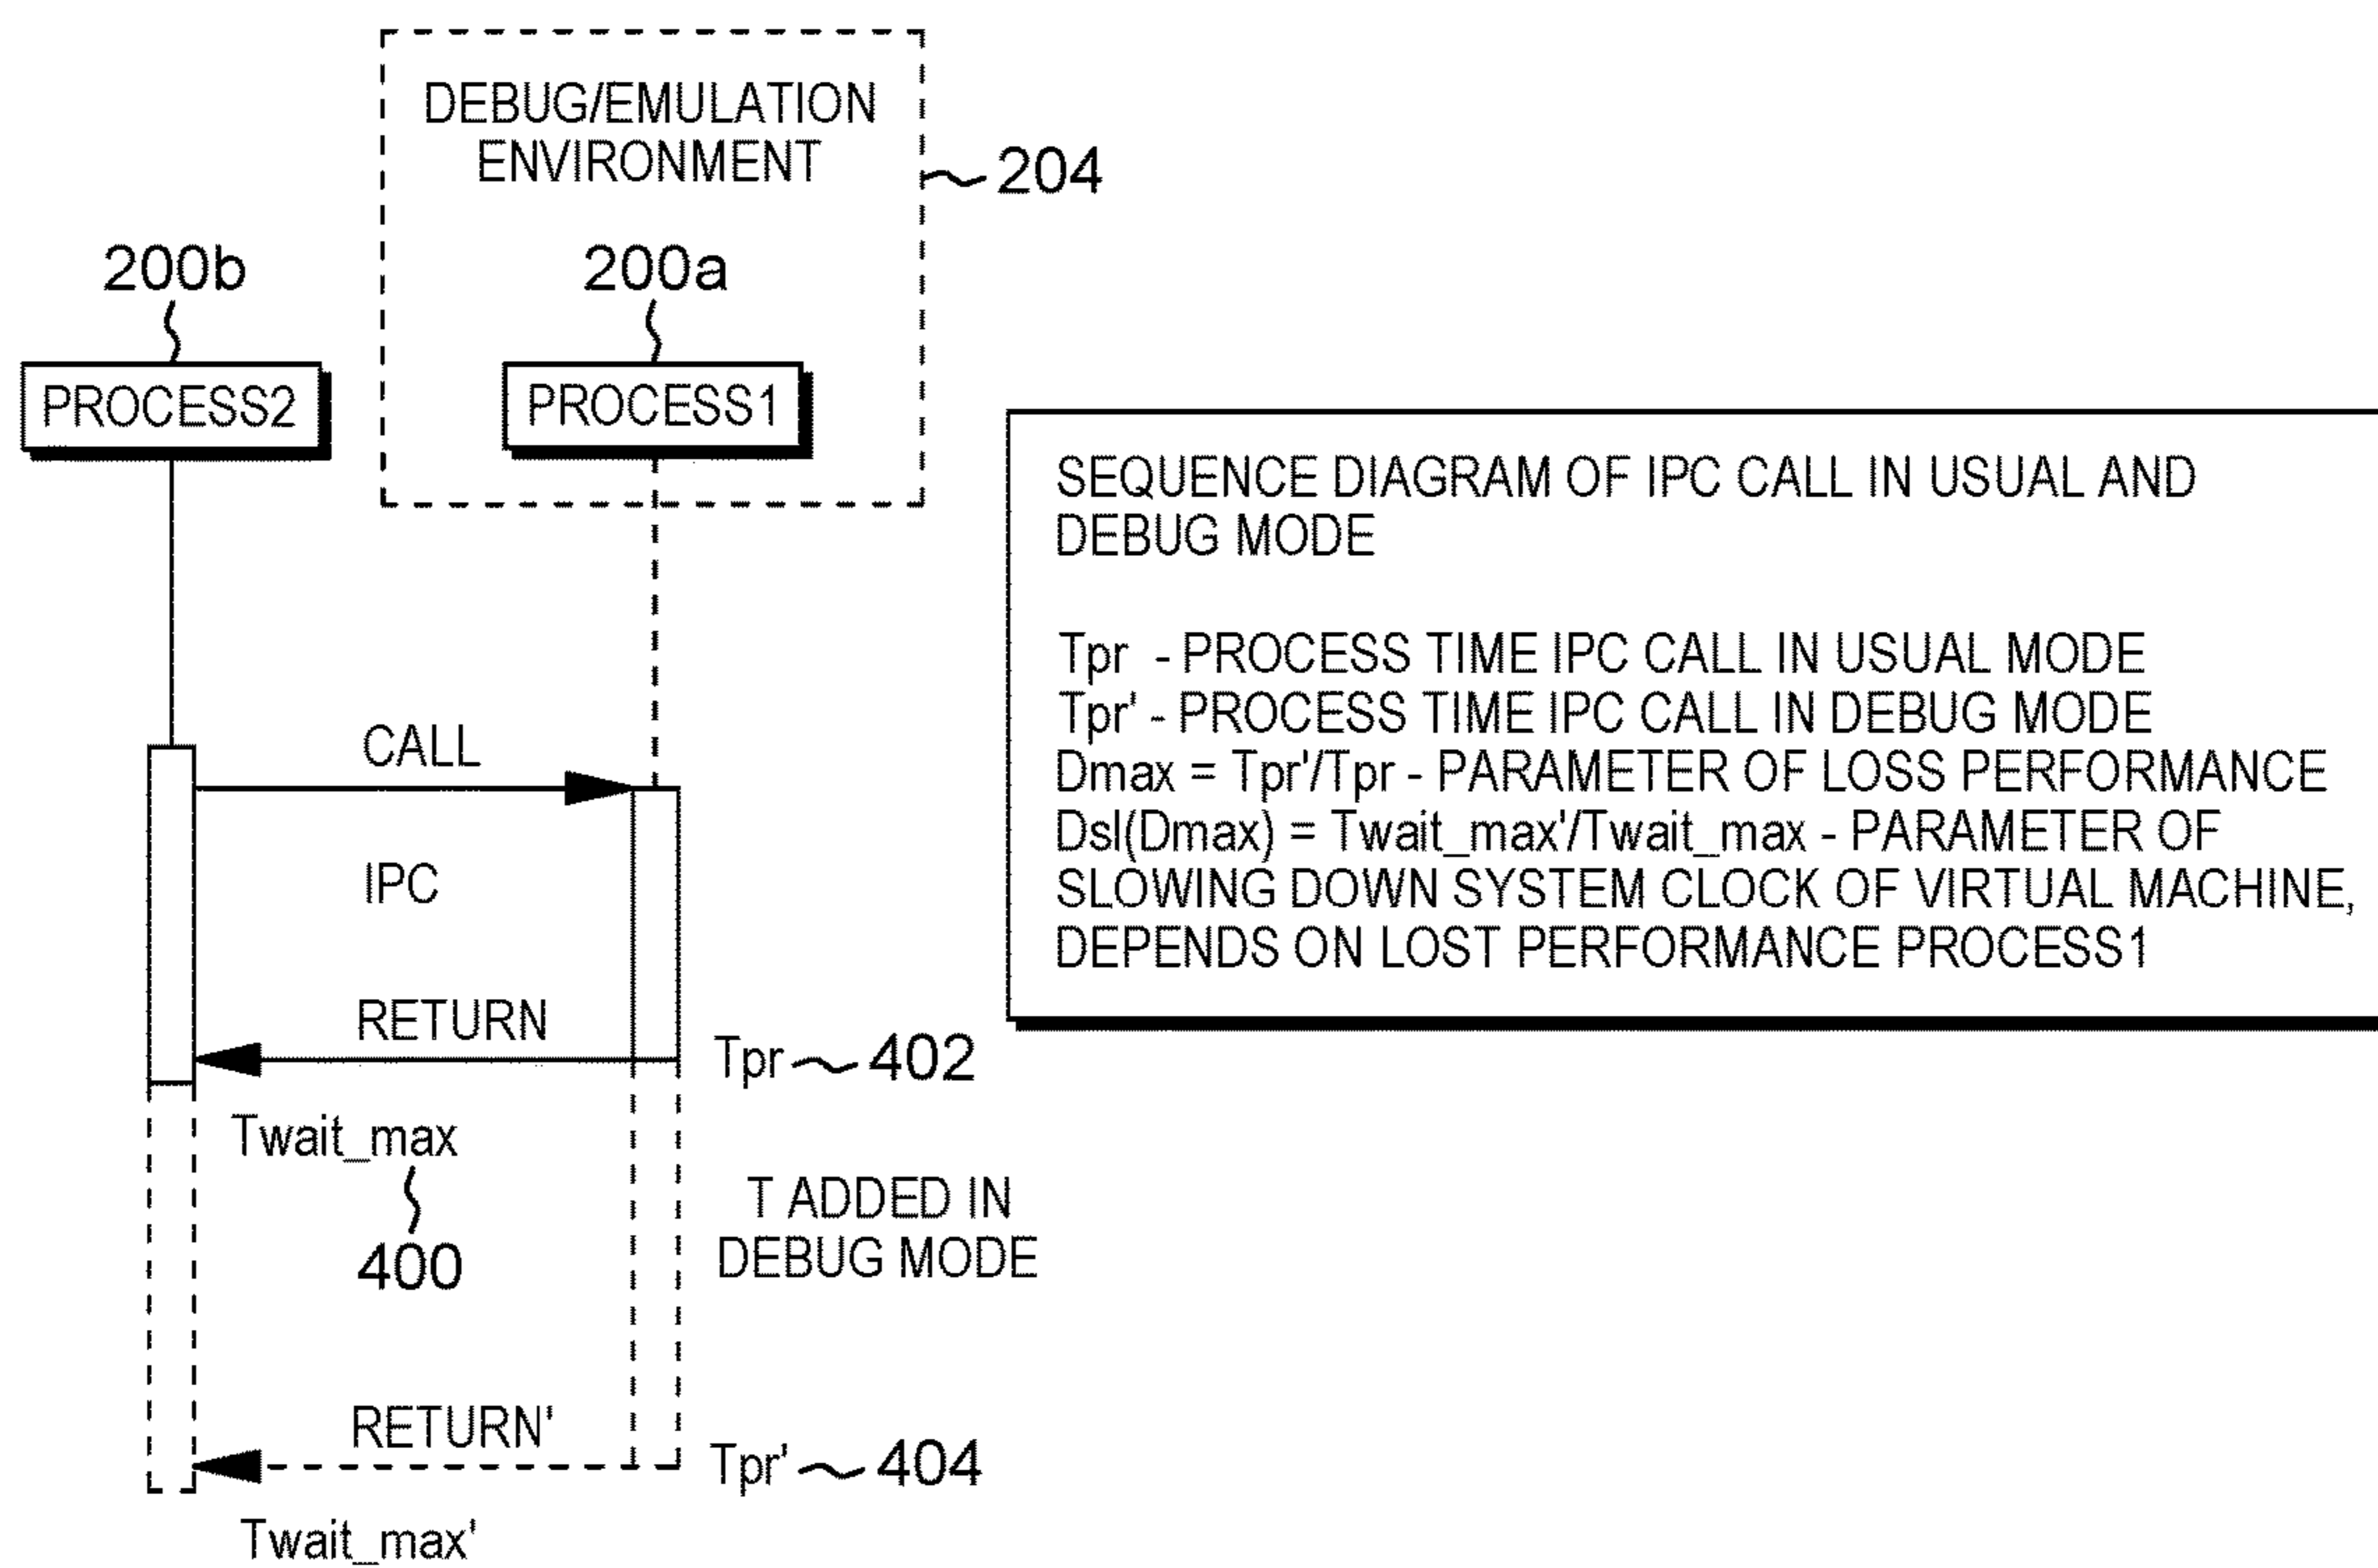 DEBUG/EMULATION
ENVIRONMENT
204
200b
200a
PROCESS2
PROCESS1
SEQUENCE DIAGRAM OF IPC CALL IN USUAL AND
DEBUG MODE
Tpr - PROCESS TIME IPC CALL IN USUAL MODE
Tpr' - PROCESS TIME IPC CALL IN DEBUG MODE
Dmax = Tpr'/Tpr - PARAMETER OF LOSS PERFORMANCE
Dsl(Dmax) = Twait_max'/Twait_max - PARAMETER OF
SLOWING DOWN SYSTEM CLOCK OF VIRTUAL MACHINE,
DEPENDS ON LOST PERFORMANCE PROCESS1
CALL
IPC
RETURN
Tpr 402
Twait_max
400
T ADDED IN
DEBUG MODE
RETURN'
Tpr' 404
Twait_max'